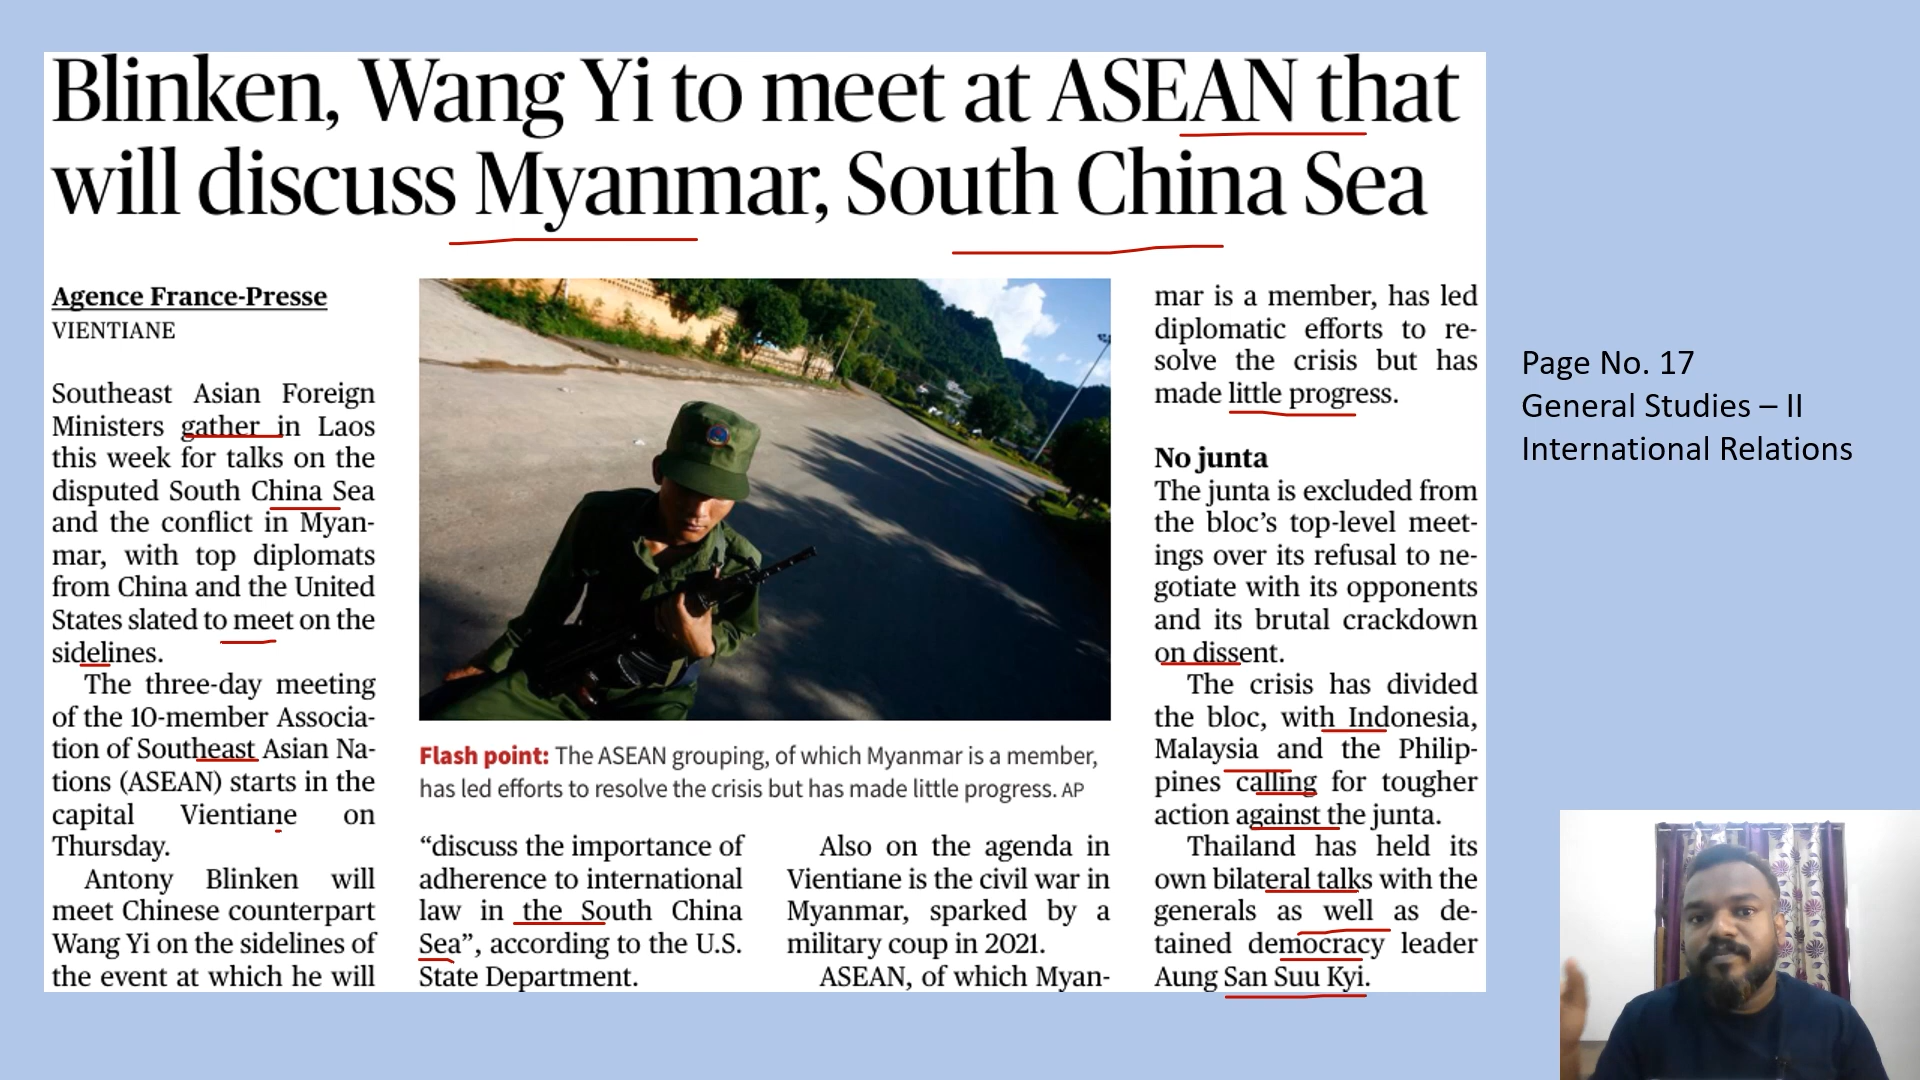 Blinken, Wang Yi to meet at ASEAN that
will discuss Myanmar, South China Sea
Agence France-Presse
VIENTIANE
Southeast Asian Foreign
Ministers gather in Laos
this week for talks on the
disputed South China Sea
and the conflict in Myan-
mar, with top diplomats
from China and the United
States slated to meet on the
sidelines.
The three-day meeting
of the 10-member Associa-
tion of Southeast Asian Na-
tions (ASEAN) starts in the
capital Vientiane on
Thursday.
Antony Blinken will
meet Chinese counterpart
Wang Yi on the sidelines of
the event at which he will
Flash point: The ASEAN grouping, of which Myanmar is a member,
has led efforts to resolve the crisis but has made little progress. AP
“discuss the importance of
adherence to international
law in the South China
Sea”, according to the U.S.
State Department.
Also on the agenda in
Vientiane is the civil war in
Myanmar, sparked by a
military coup in 2021.
ASEAN, of which Myan-
mar is a member, has led
diplomatic efforts to re-
solve the crisis but has
made little progress.
No junta
The junta is excluded from
the bloc’s top-level meet-
ings over its refusal to ne-
gotiate with its opponents
and its brutal crackdown
on dissent.
The crisis has divided
the bloc, with Indonesia,
Malaysia and the Philip-
pines calling for tougher
action against the junta.
Thailand has held its
own bilateral talks with the
generals as well as de-
tained democracy leader
Aung San Suu Kyi.
Page No. 17
General Studies – II
International Relations